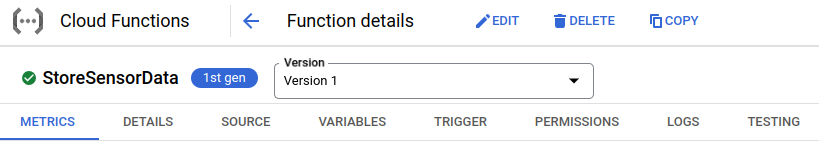 Cloud Functions Function details EDIT DELETE COPY
StoreSensorData 1st gen Version Version 1
METRICS DETAILS SOURCE VARIABLES TRIGGER PERMISSIONS LOGS TESTING